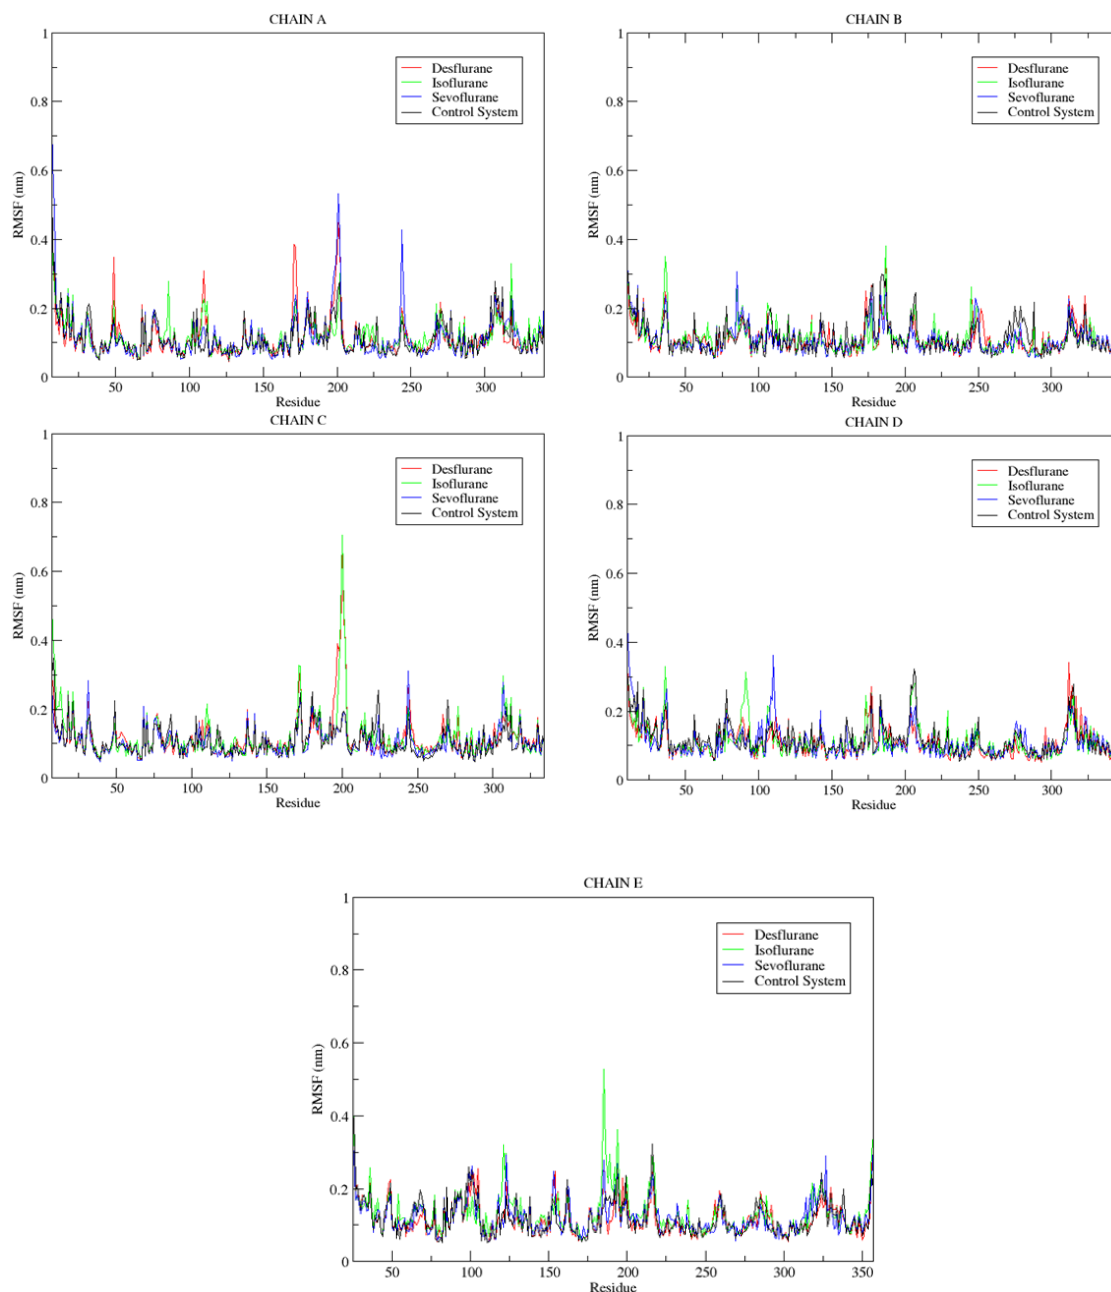 CHAIN A
1
0.8
0.6
0.4
0.2
0
RMSF (nm)
Desflurane
Isoflurane
Sevoflurane
Control System
50 100 150 200 250 300
Residue
CHAIN B
1
0.8
0.6
0.4
0.2
0
RMSF (nm)
Desflurane
Isoflurane
Sevoflurane
Control System
50 100 150 200 250 300
Residue
CHAIN C
1
0.8
0.6
0.4
0.2
0
RMSF (nm)
Desflurane
Isoflurane
Sevoflurane
Control System
50 100 150 200 250 300
Residue
CHAIN D
1
0.8
0.6
0.4
0.2
0
RMSF (nm)
Desflurane
Isoflurane
Sevoflurane
Control System
50 100 150 200 250 300
Residue
CHAIN E
1
0.8
0.6
0.4
0.2
0
RMSF (nm)
Desflurane
Isoflurane
Sevoflurane
Control System
50 100 150 200 250 300 350
Residue